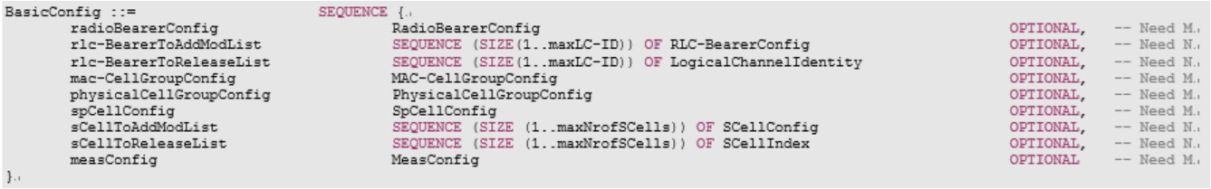 BasicConfig ::= SEQUENCE {
radioBearerConfig RadioBearerConfig OPTIONAL, -- Need M
rlc-BearerToAddModList SEQUENCE (SIZE(1..maxLC-ID)) OF RLC-BearerConfig OPTIONAL, -- Need N
rlc-BearerToReleaseList SEQUENCE (SIZE(1..maxLC-ID)) OF LogicalChannelIdentity OPTIONAL, -- Need N
mac-CellGroupConfig MAC-CellGroupConfig OPTIONAL, -- Need M
physicalCellGroupConfig PhysicalCellGroupConfig OPTIONAL, -- Need M
spCellConfig SpCellConfig OPTIONAL, -- Need M
sCellToAddModList SEQUENCE (SIZE (1..maxNrofSCells)) OF SCellConfig OPTIONAL, -- Need N
sCellToReleaseList SEQUENCE (SIZE (1..maxNrofSCells)) OF SCellIndex OPTIONAL, -- Need N
measConfig MeasConfig OPTIONAL -- Need M
}